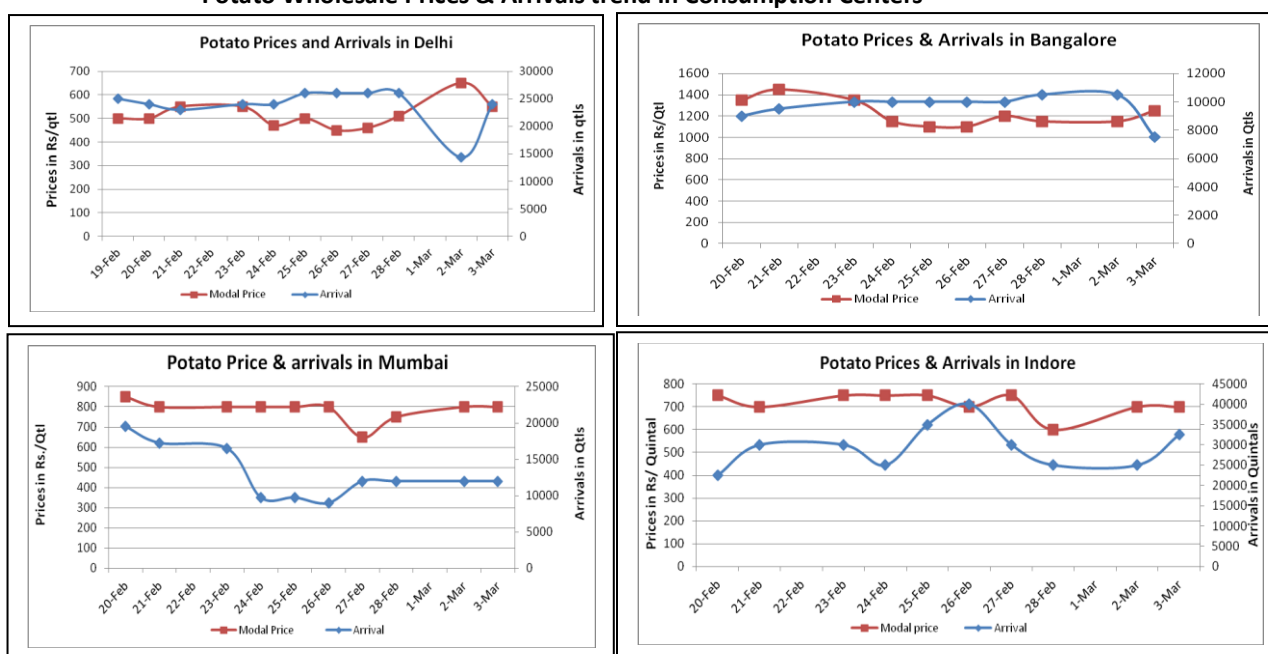 Potato Wholesale Prices & Arrivals trend in Consumption Centers
Potato Prices and Arrivals in Delhi
Prices in Rs/qtl
700
600
500
400
300
200
100
0
30000
25000
20000
15000
10000
5000
0
Arrivals in qtls
19-Feb
20-Feb
21-Feb
22-Feb
23-Feb
24-Feb
25-Feb
26-Feb
27-Feb
28-Feb
1-Mar
2-Mar
3-Mar
Modal Price
Arrival
Potato Prices & Arrivals in Bangalore
Prices in Rs/Qtl
1600
1400
1200
1000
800
600
400
200
0
12000
10000
8000
6000
4000
2000
0
Arrivals in Qtls
20-Feb
21-Feb
22-Feb
23-Feb
24-Feb
25-Feb
26-Feb
27-Feb
28-Feb
1-Mar
2-Mar
3-Mar
Modal Price
Arrival
Potato Price & arrivals in Mumbai
Prices in Rs./Qtl
900
800
700
600
500
400
300
200
100
0
25000
20000
15000
10000
5000
0
Arrivals in Qtls
20-Feb
21-Feb
22-Feb
23-Feb
24-Feb
25-Feb
26-Feb
27-Feb
28-Feb
1-Mar
2-Mar
3-Mar
Modal Price
Arrival
Potato Prices & Arrivals in Indore
Prices in Rs/ Quintal
800
700
600
500
400
300
200
100
0
45000
40000
35000
30000
25000
20000
15000
10000
5000
0
Arrivals in Quintals
20-Feb
21-Feb
22-Feb
23-Feb
24-Feb
25-Feb
26-Feb
27-Feb
28-Feb
1-Mar
2-Mar
3-Mar
Modal price
Arrival